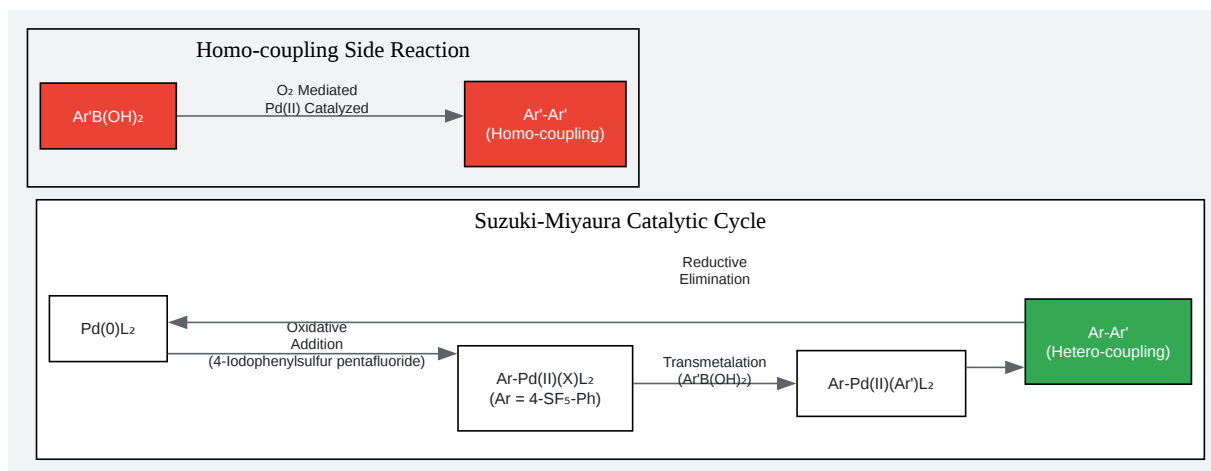 Homo-coupling Side Reaction
Ar'B(OH)₂
O₂ Mediated
Pd(II) Catalyzed
Ar'-Ar'
(Homo-coupling)
Suzuki-Miyaura Catalytic Cycle
Reductive
Elimination
Pd(0)L₂
Oxidative
Addition
(4-Iodophenylsulfur pentafluoride)
Ar-Pd(II)(X)L₂
(Ar = 4-SF₅-Ph)
Transmetalation
(Ar'B(OH)₂)
Ar-Pd(II)(Ar')L₂
Ar-Ar'
(Hetero-coupling)